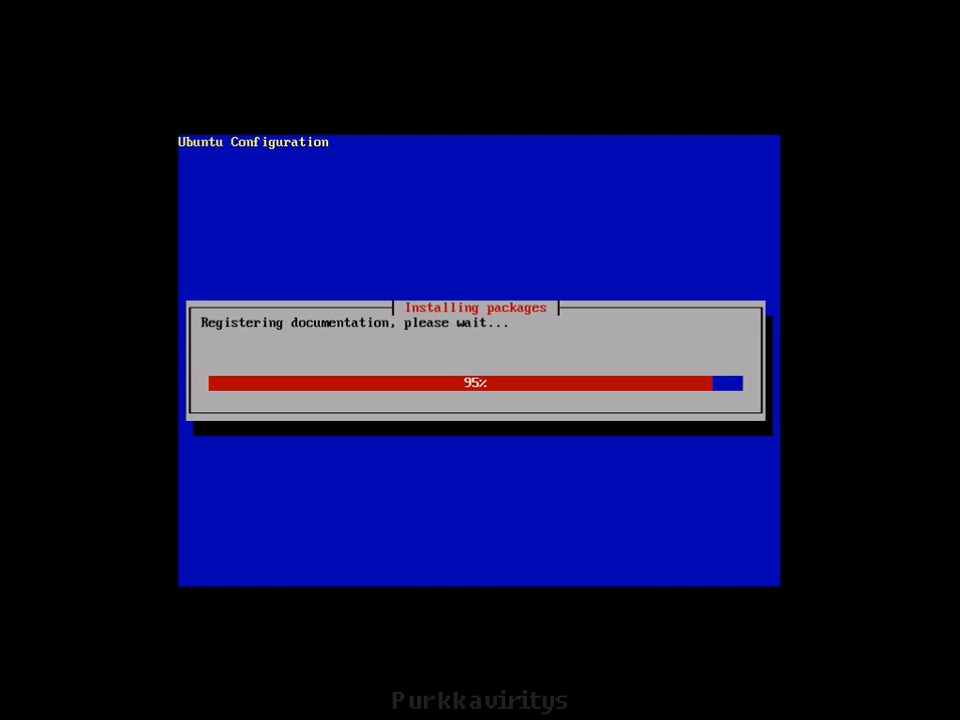 Ubuntu Configuration
Installing packages
Registering documentation, please wait...
95%
Purkkaviritys